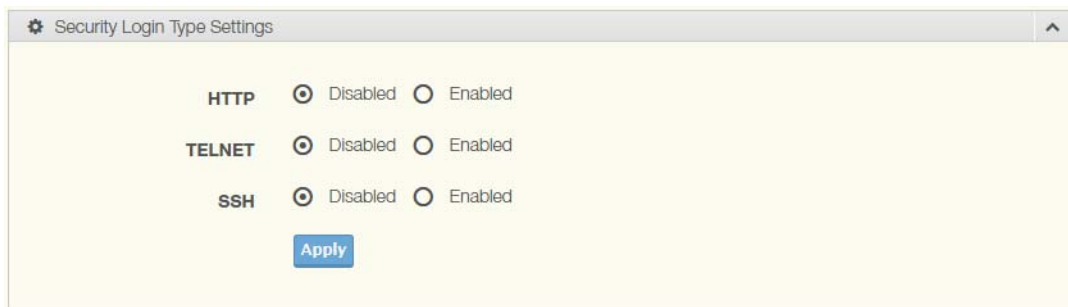 Security Login Type Settings
HTTP Disabled Enabled
TELNET Disabled Enabled
SSH Disabled Enabled
Apply